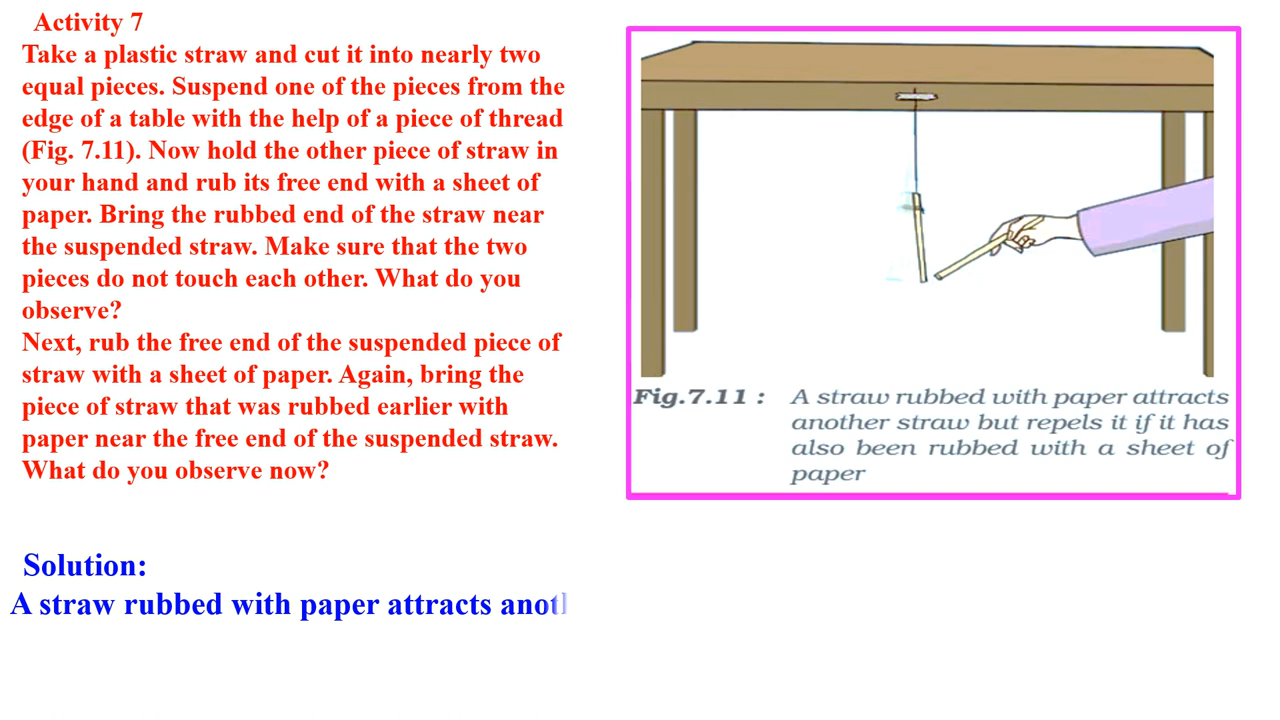 Activity 7
Take a plastic straw and cut it into nearly two
equal pieces. Suspend one of the pieces from the
edge of a table with the help of a piece of thread
(Fig. 7.11). Now hold the other piece of straw in
your hand and rub its free end with a sheet of
paper. Bring the rubbed end of the straw near
the suspended straw. Make sure that the two
pieces do not touch each other. What do you
observe?
Next, rub the free end of the suspended piece of
straw with a sheet of paper. Again, bring the
piece of straw that was rubbed earlier with
paper near the free end of the suspended straw.
What do you observe now?
Fig.7.11 : A straw rubbed with paper attracts
another straw but repels it if it has
also been rubbed with a sheet of
paper
Solution:
A straw rubbed with paper attracts